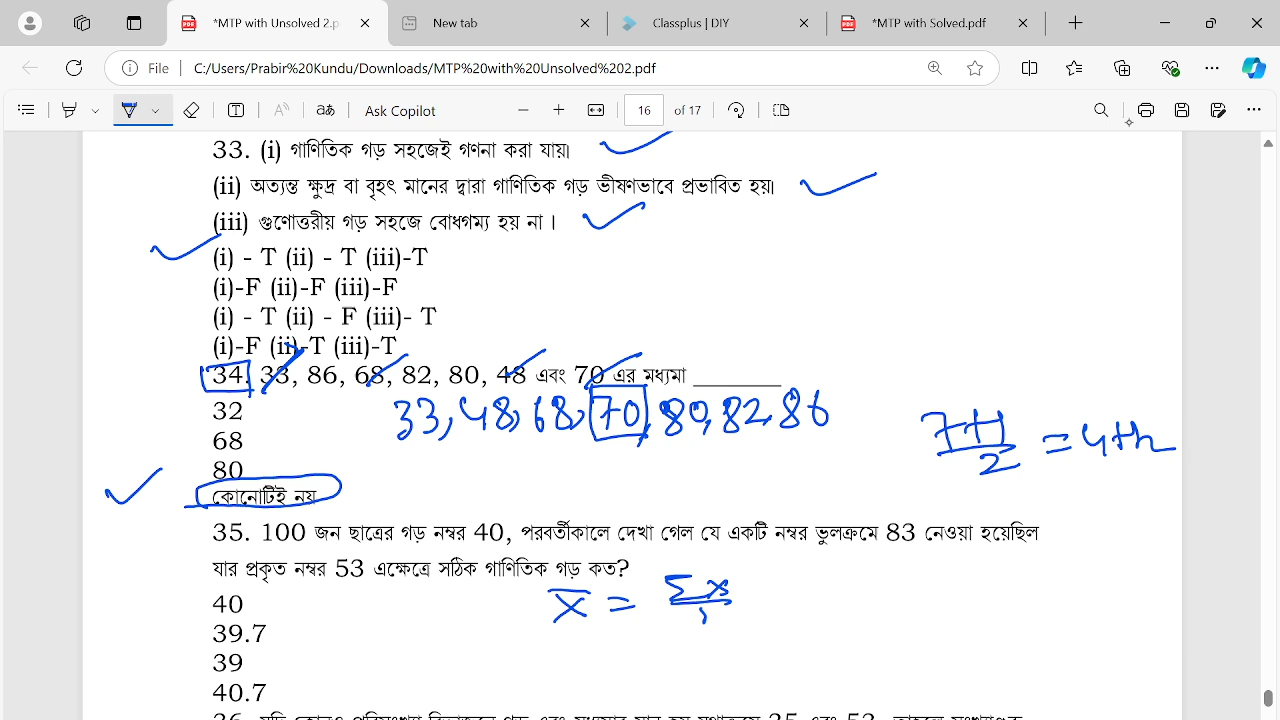 *MTP with Unsolved 2.p
New tab
Classplus | DIY
*MTP with Solved.pdf
File C:/Users/Prabir%20Kundu/Downloads/MTP%20with%20Unsolved%202.pdf
Ask Copilot 16 of 17
33. (i) গাণিতিক গড় সহজেই গণনা করা যায়।
(ii) অত্যন্ত ক্ষুদ্র বা বৃহৎ মানের দ্বারা গাণিতিক গড় ভীষণভাবে প্রভাবিত হয়।
(iii) গুণোত্তরীয় গড় সহজে বোধগম্য হয় না।
(i) - T (ii) - T (iii)-T
(i)-F (ii)-F (iii)-F
(i) - T (ii) - F (iii)- T
(i)-F (ii)-T (iii)-T
34. 33, 86, 68, 82, 80, 48 এবং 70 এর মধ্যমা ________
33, 48, 68, 70, 80, 82, 86
7+1/2 = 4th
32
68
80
কোনোটিই নয়
35. 100 জন ছাত্রের গড় নম্বর 40, পরবর্তীকালে দেখা গেল যে একটি নম্বর ভুলক্রমে 83 নেওয়া হয়েছিল
যার প্রকৃত নম্বর 53 এক্ষেত্রে সঠিক গাণিতিক গড় কত?
x̄ = Σx
40
39.7
39
40.7